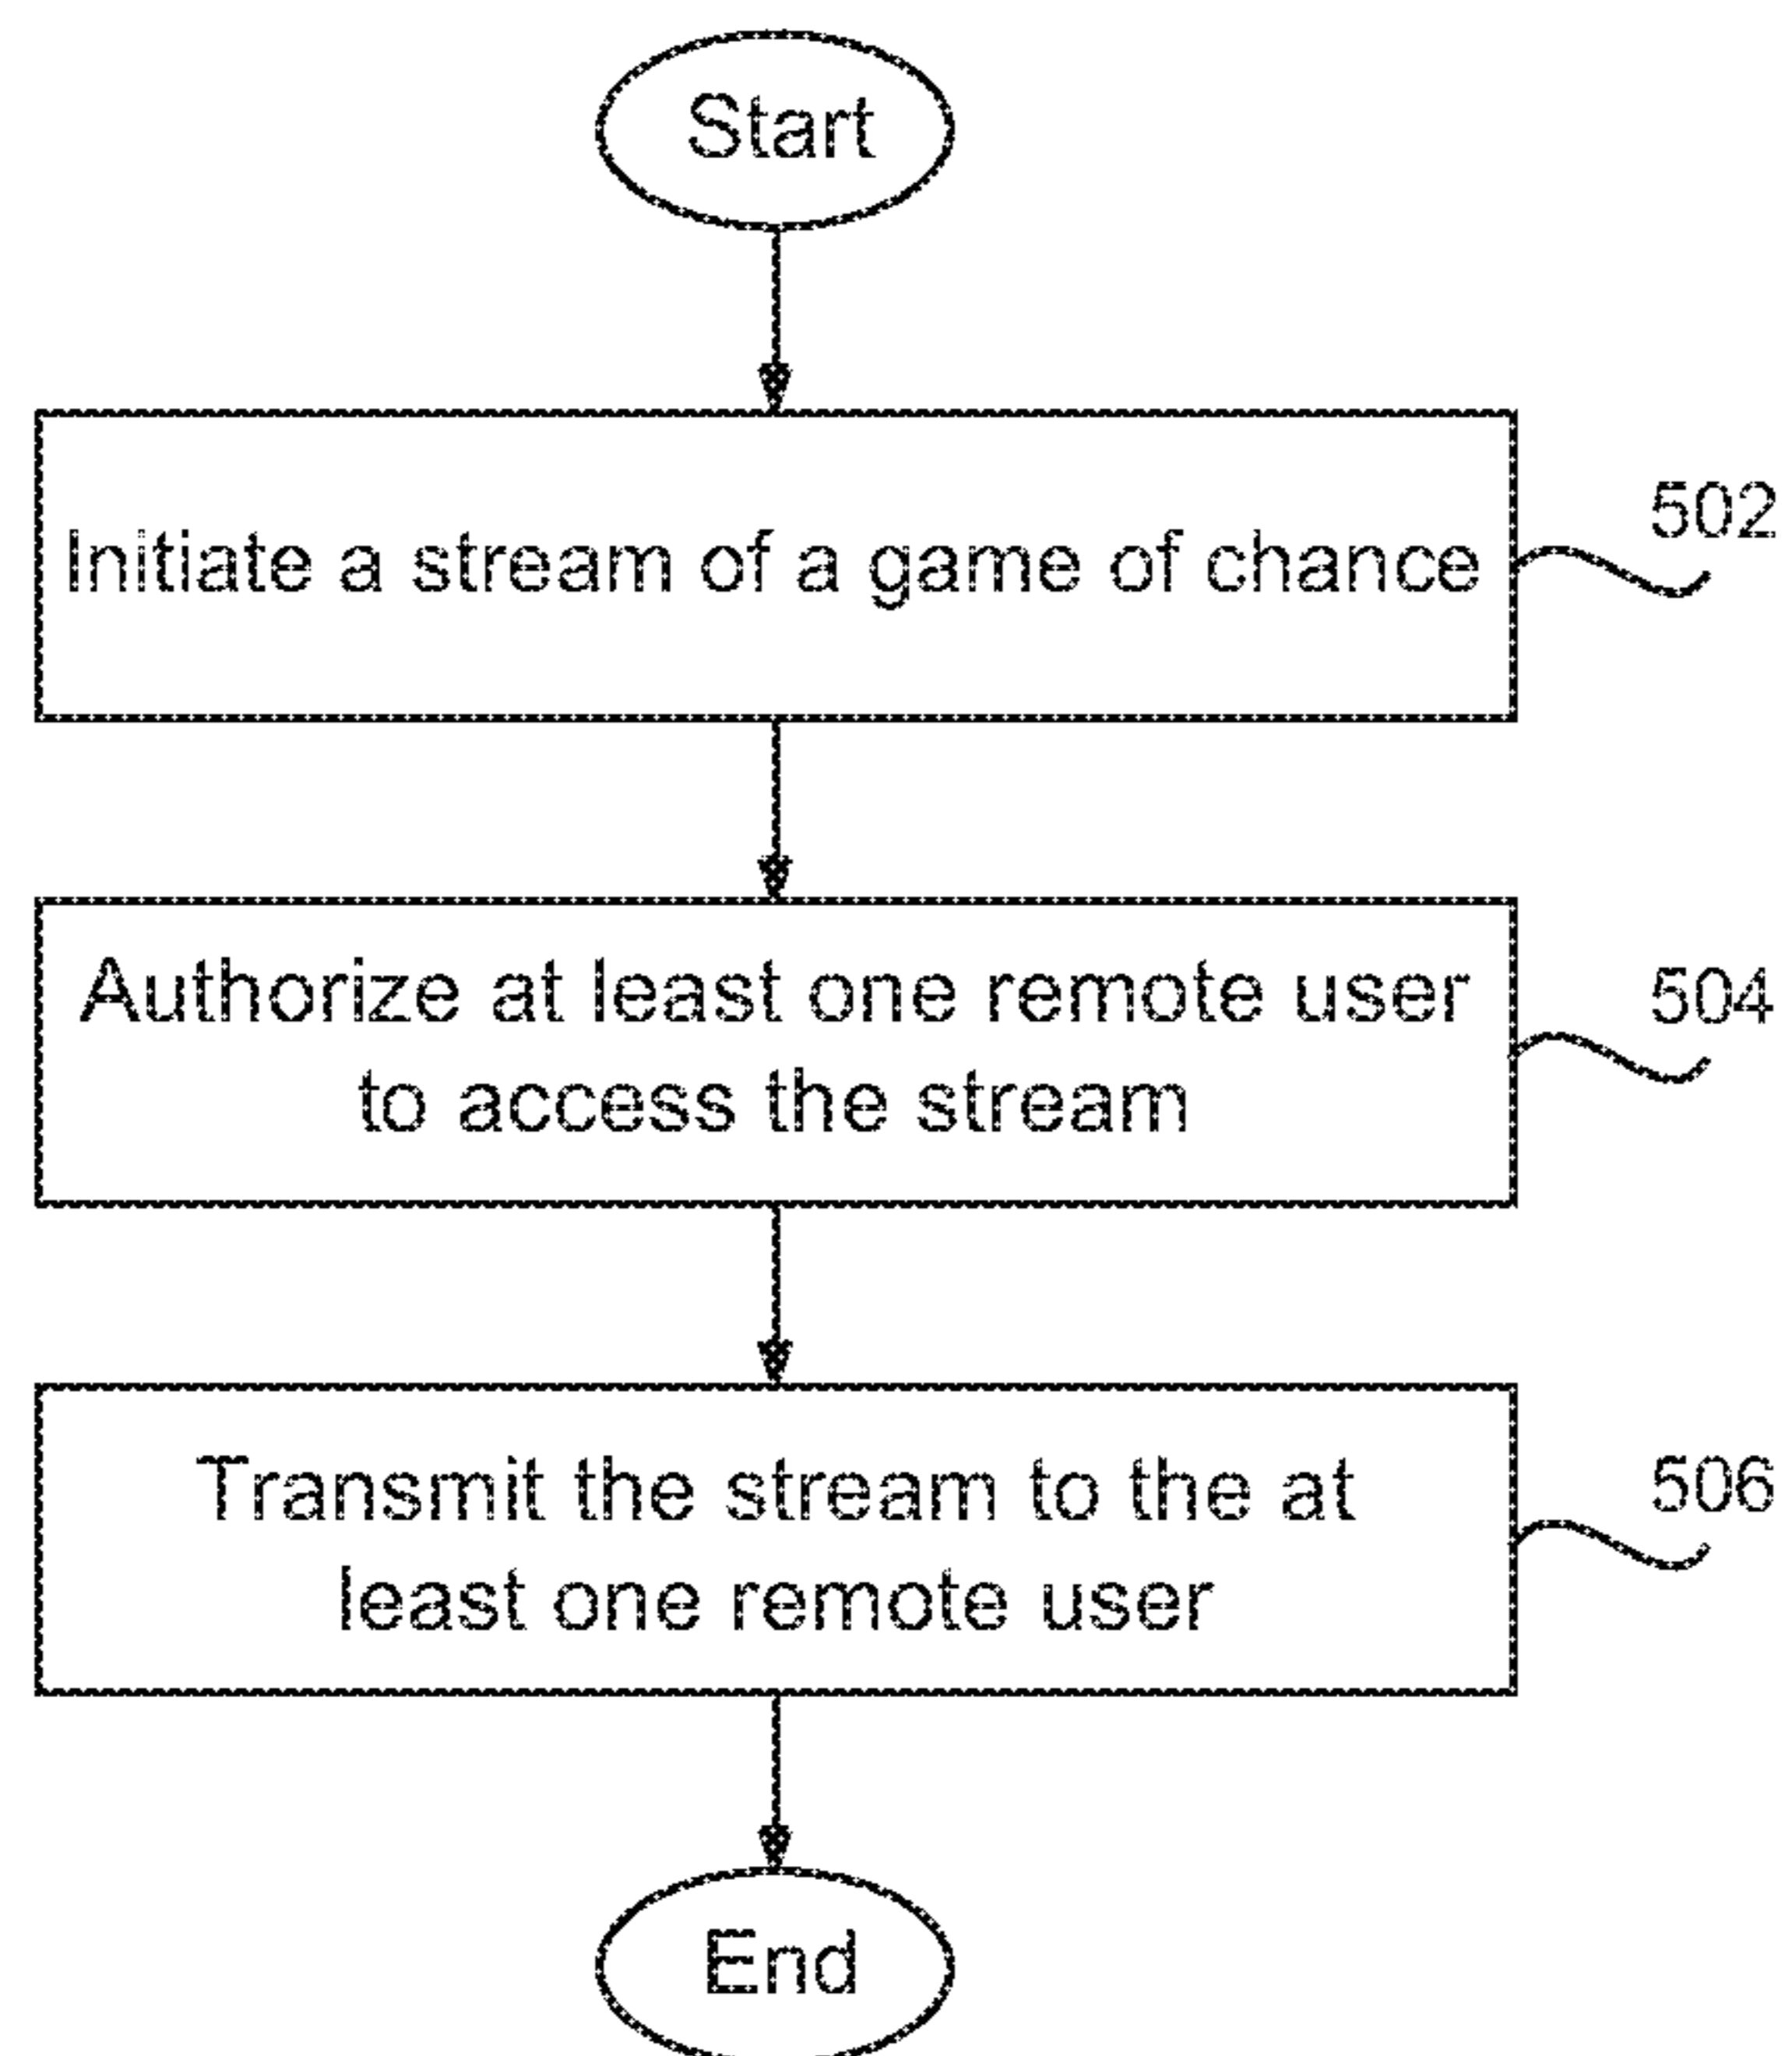 Start
Initiate a stream of a game of chance
502
Authorize at least one remote user
to access the stream
504
Transmit the stream to the at
least one remote user
506
End